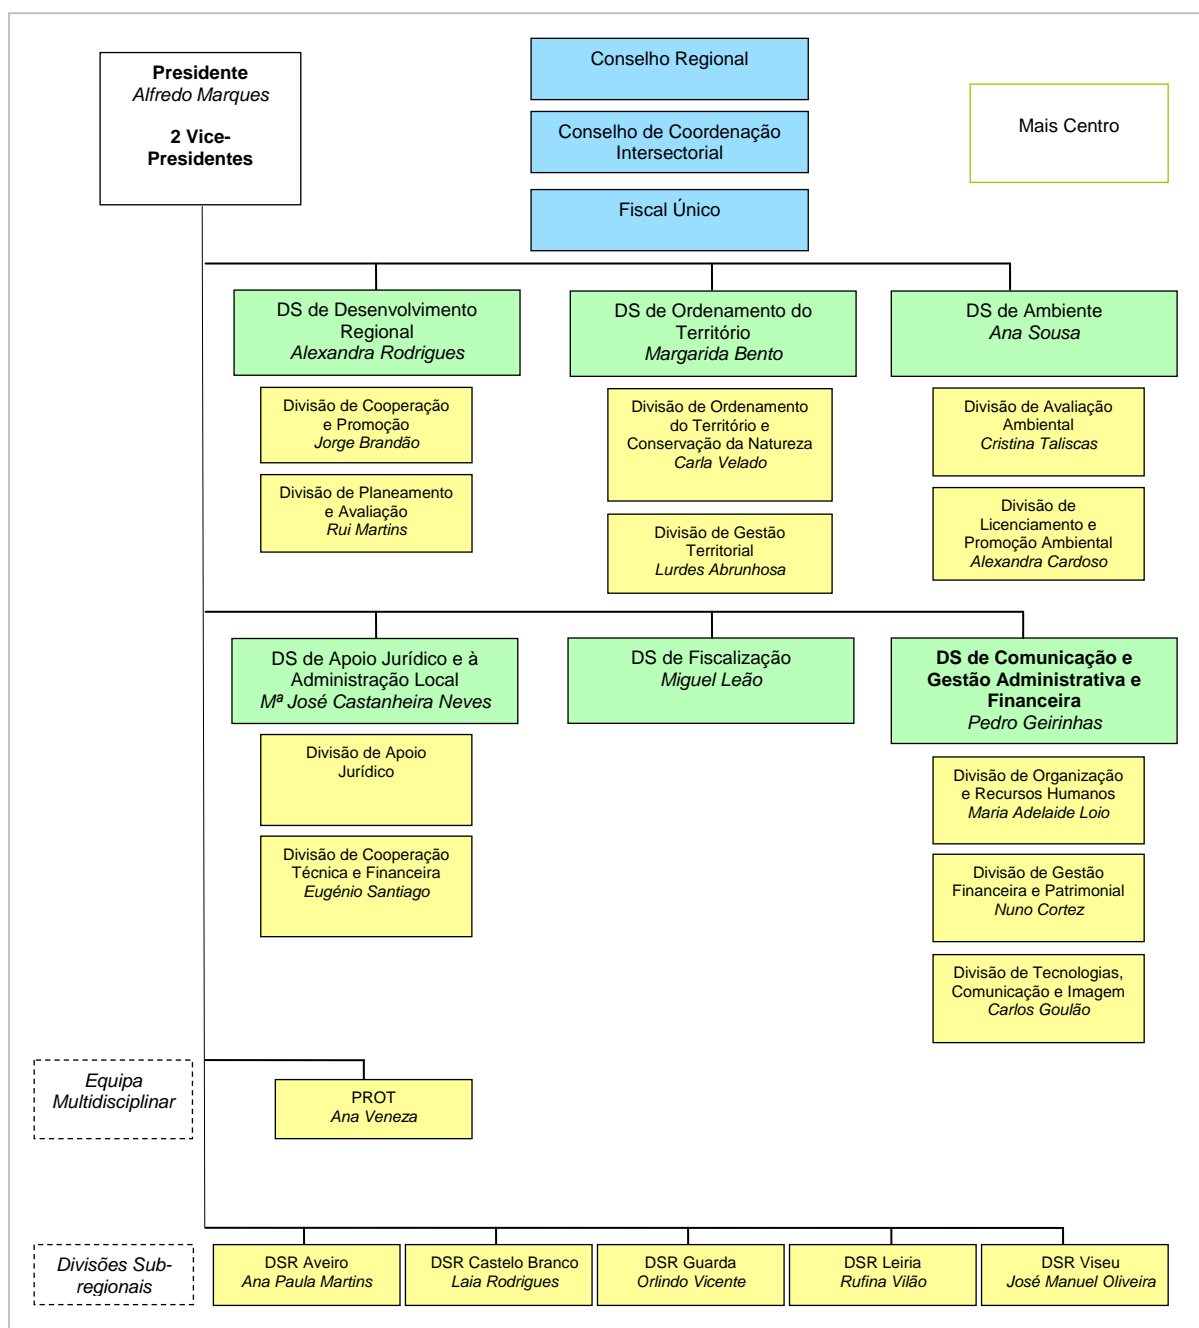 Presidente
Alfredo Marques
2 Vice-
Presidentes
Conselho Regional
Conselho de Coordenação
Intersectorial
Fiscal Único
Mais Centro
DS de Desenvolvimento
Regional
Alexandra Rodrigues
DS de Ordenamento do
Território
Margarida Bento
DS de Ambiente
Ana Sousa
Divisão de Cooperação
e Promoção
Jorge Brandão
Divisão de Planeamento
e Avaliação
Rui Martins
Divisão de Ordenamento
do Território e
Conservação da Natureza
Carla Velado
Divisão de Gestão
Territorial
Lurdes Abrunhosa
Divisão de Avaliação
Ambiental
Cristina Taliscas
Divisão de
Licenciamento e
Promoção Ambiental
Alexandra Cardoso
DS de Apoio Jurídico e à
Administração Local
Mª José Castanheira Neves
DS de Fiscalização
Miguel Leão
DS de Comunicação e
Gestão Administrativa e
Financeira
Pedro Geirinhas
Divisão de Apoio
Jurídico
Divisão de Cooperação
Técnica e Financeira
Eugénio Santiago
Divisão de Organização
e Recursos Humanos
Maria Adelaide Loio
Divisão de Gestão
Financeira e Patrimonial
Nuno Cortez
Divisão de Tecnologias,
Comunicação e Imagem
Carlos Goulão
Equipa
Multidisciplinar
PROT
Ana Veneza
Divisões Sub-
regionais
DSR Aveiro
Ana Paula Martins
DSR Castelo Branco
Laia Rodrigues
DSR Guarda
Orlindo Vicente
DSR Leiria
Rufina Vilão
DSR Viseu
José Manuel Oliveira